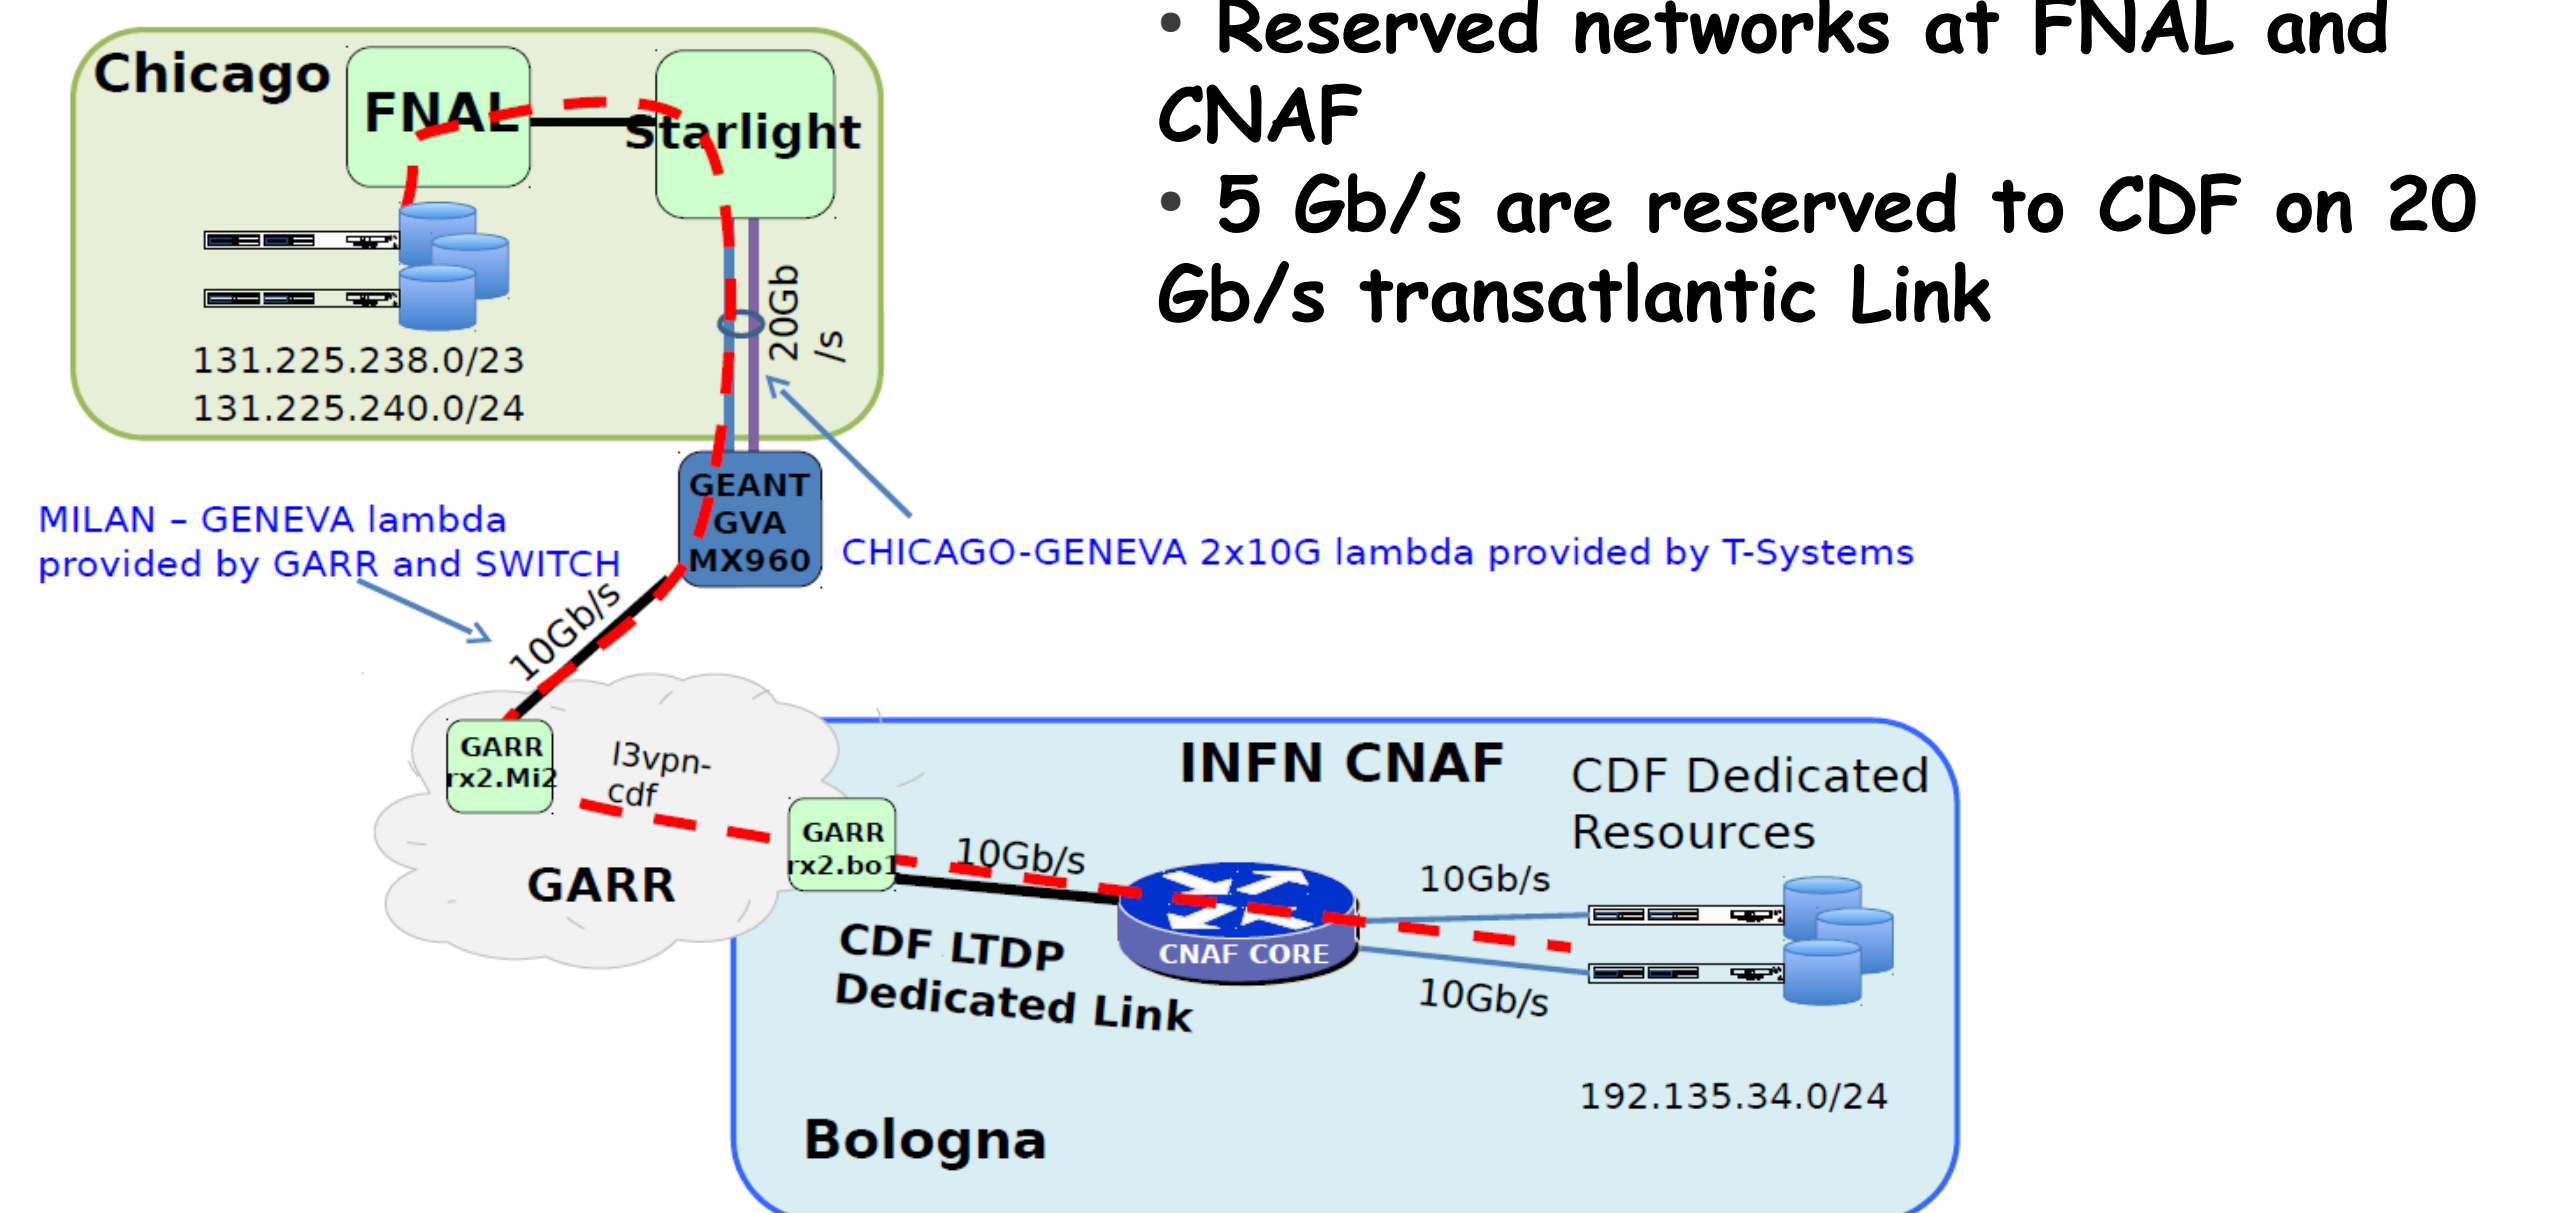 • Reserved networks at FNAL and
CNAF
• 5 Gb/s are reserved to CDF on 20
Gb/s transatlantic Link
Chicago
FNAL
Starlight
131.225.238.0/23
131.225.240.0/24
20Gb
/s
GEANT
GVA
MX960
MILAN – GENEVA lambda
provided by GARR and SWITCH
CHICAGO-GENEVA 2x10G lambda provided by T-Systems
10Gb/s
GARR
rx2.Mi2
l3vpn-
cdf
GARR
GARR
rx2.bo1
INFN CNAF
CDF Dedicated
Resources
10Gb/s
CNAF CORE
10Gb/s
10Gb/s
CDF LTDP
Dedicated Link
192.135.34.0/24
Bologna